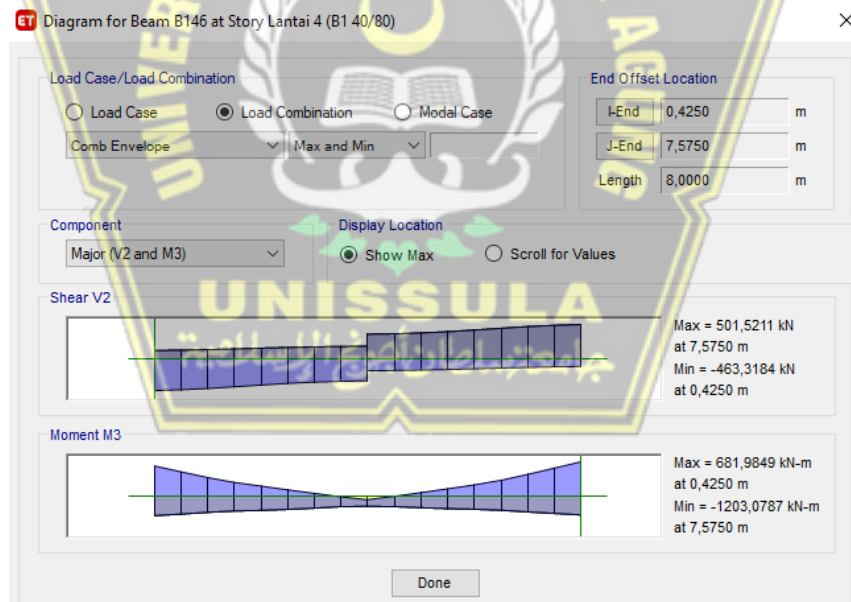 ET Diagram for Beam B146 at Story Lantai 4 (B1 40/80)
Load Case/Load Combination
Load Case
Load Combination
Modal Case
Comb Envelope
Max and Min
End Offset Location
I-End 0,4250 m
J-End 7,5750 m
Length 8,0000 m
Component
Major (V2 and M3)
Display Location
Show Max
Scroll for Values
Shear V2
Max = 501,5211 kN
at 7,5750 m
Min = -463,3184 kN
at 0,4250 m
UNISSULA
Moment M3
Max = 681,9849 kN-m
at 0,4250 m
Min = -1203,0787 kN-m
at 7,5750 m
Done